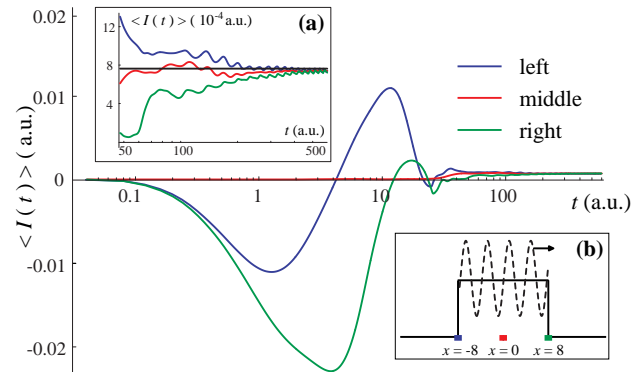 < I ( t ) > ( 10⁻⁴ a.u. )
(a)
12
8
4
t (a.u.)
50
100
500
0.02
0.01
0
-0.01
-0.02
< I ( t ) > ( a.u. )
left
middle
right
0.1
1
10
100
t (a.u.)
(b)
x = -8
x = 0
x = 8